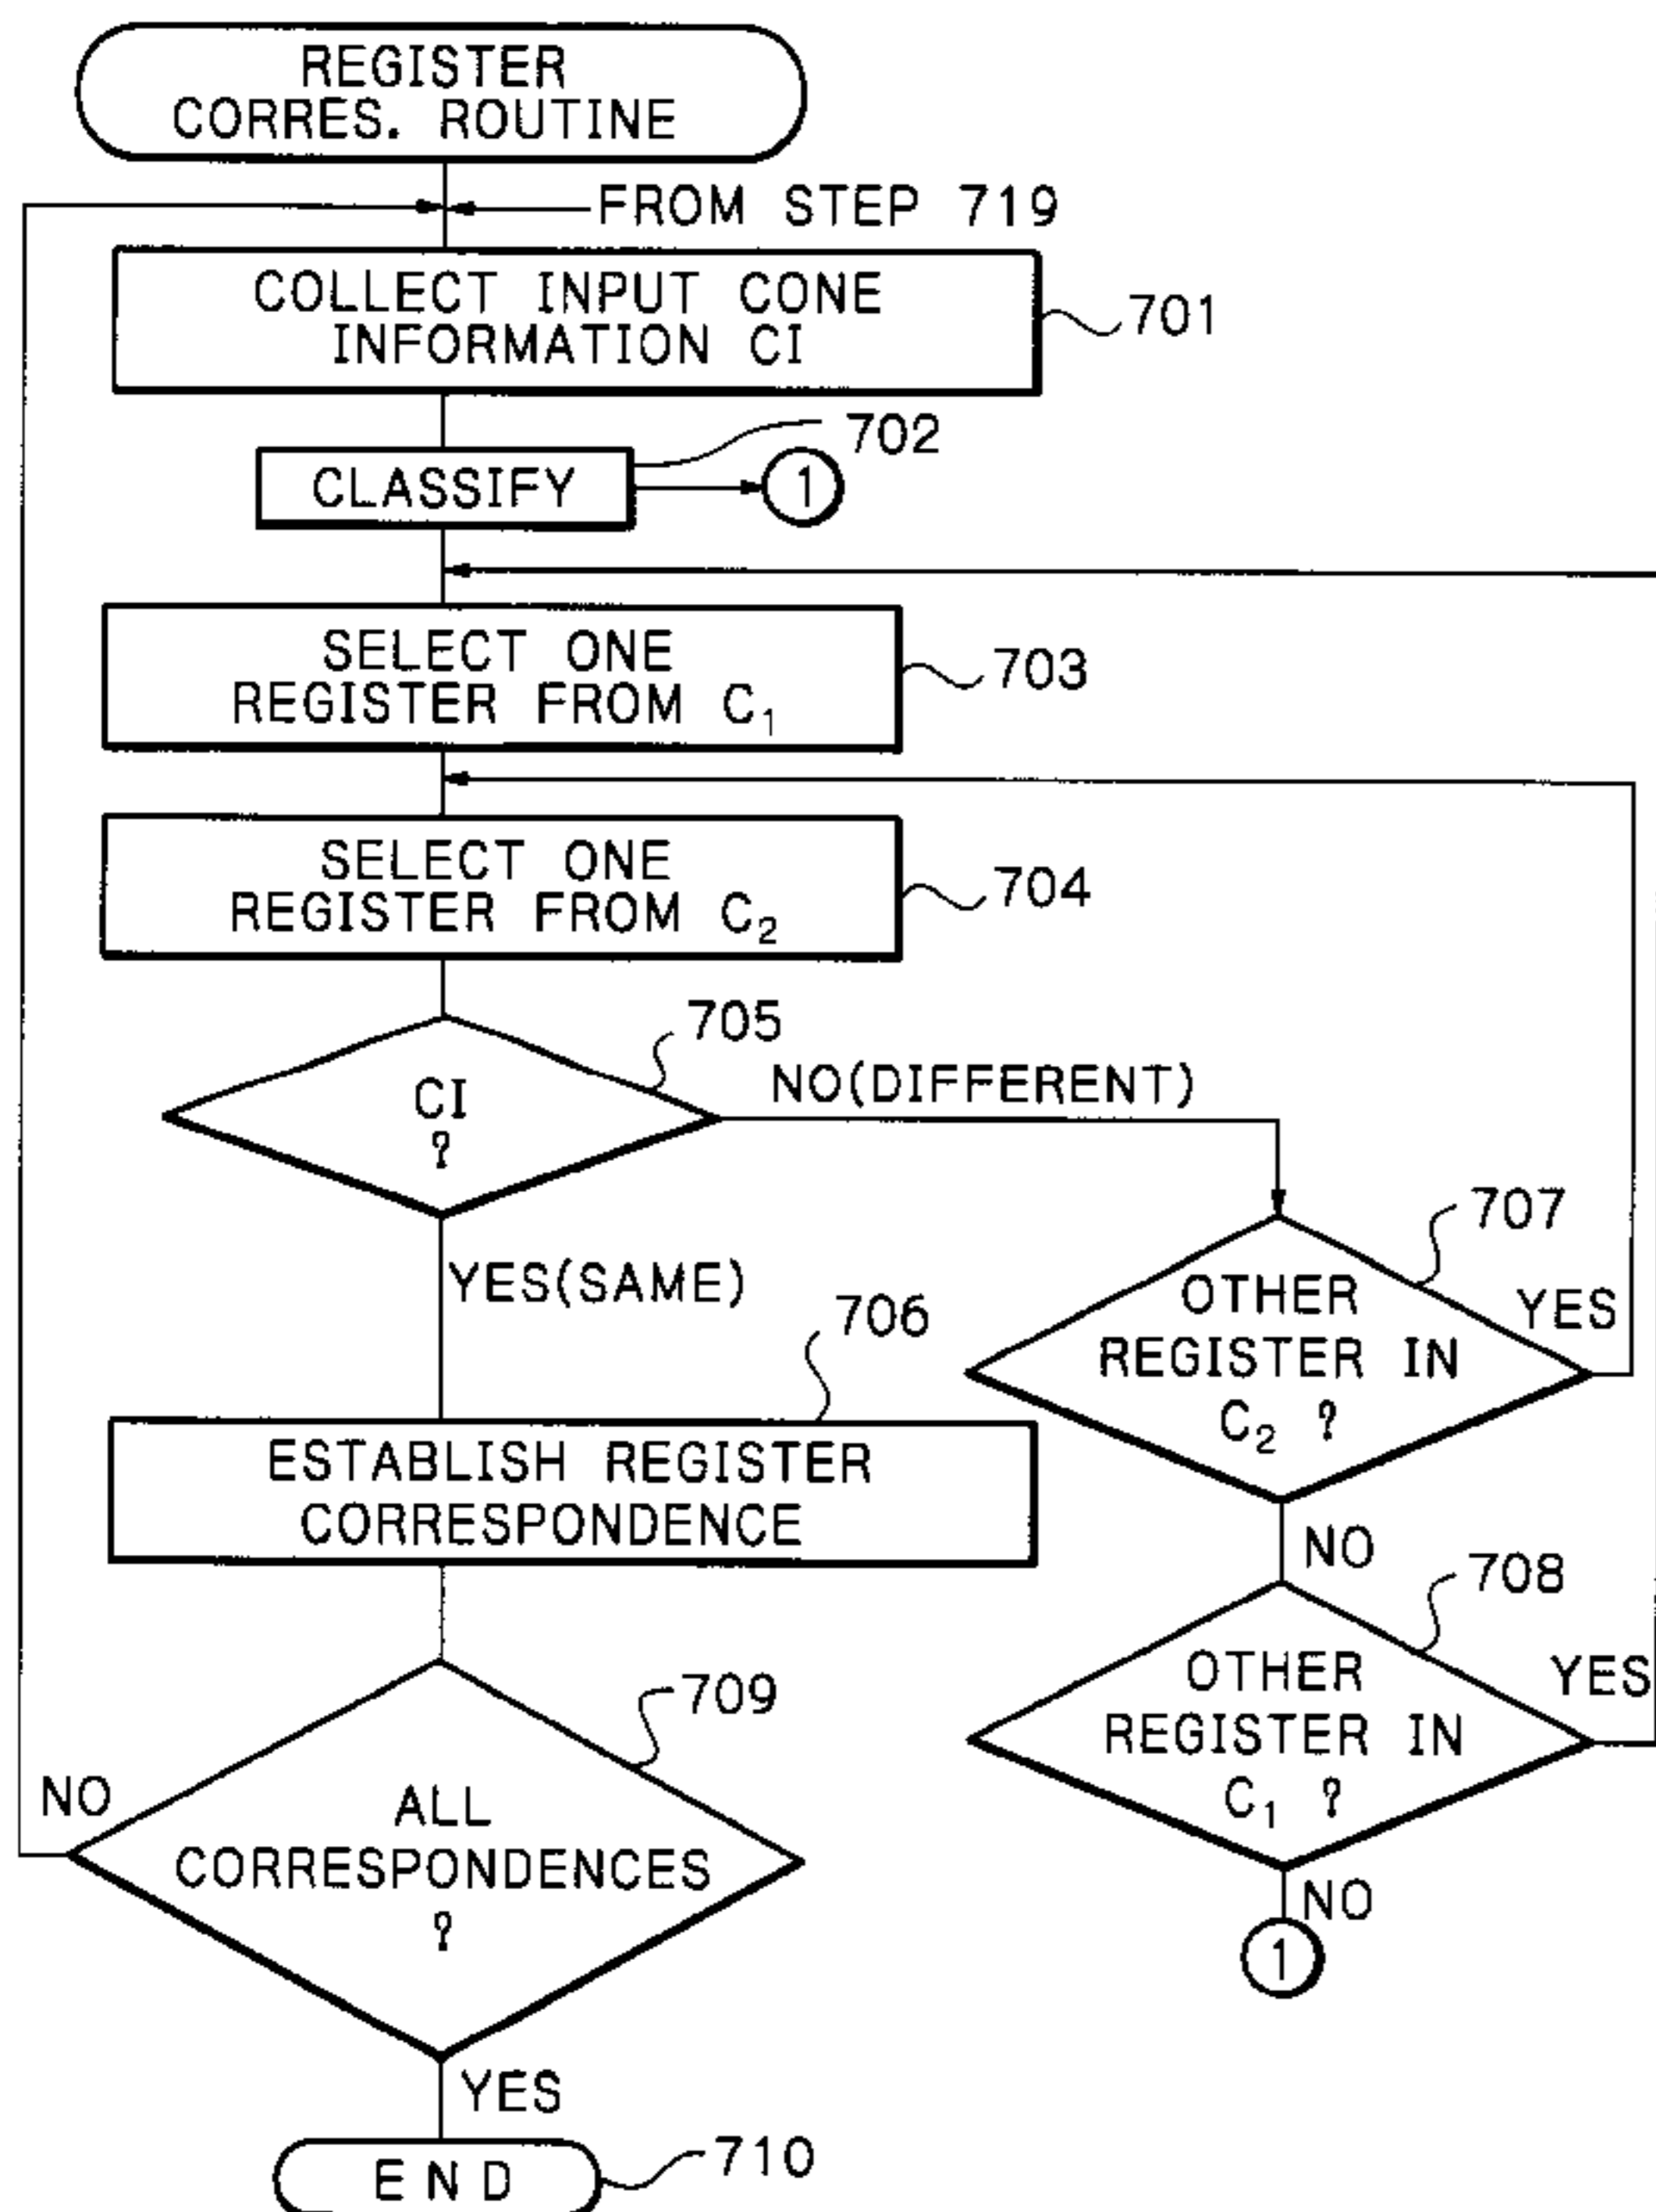 REGISTER
CORRES. ROUTINE
FROM STEP 719
COLLECT INPUT CONE
INFORMATION CI
701
702
CLASSIFY
1
SELECT ONE
REGISTER FROM C₁
703
SELECT ONE
REGISTER FROM C₂
704
705
CI
?
NO(DIFFERENT)
YES(SAME)
706
ESTABLISH REGISTER
CORRESPONDENCE
707
OTHER
REGISTER IN
C₂ ?
YES
NO
708
OTHER
REGISTER IN
C₁ ?
YES
NO
1
709
ALL
CORRESPONDENCES
?
NO
YES
END
710